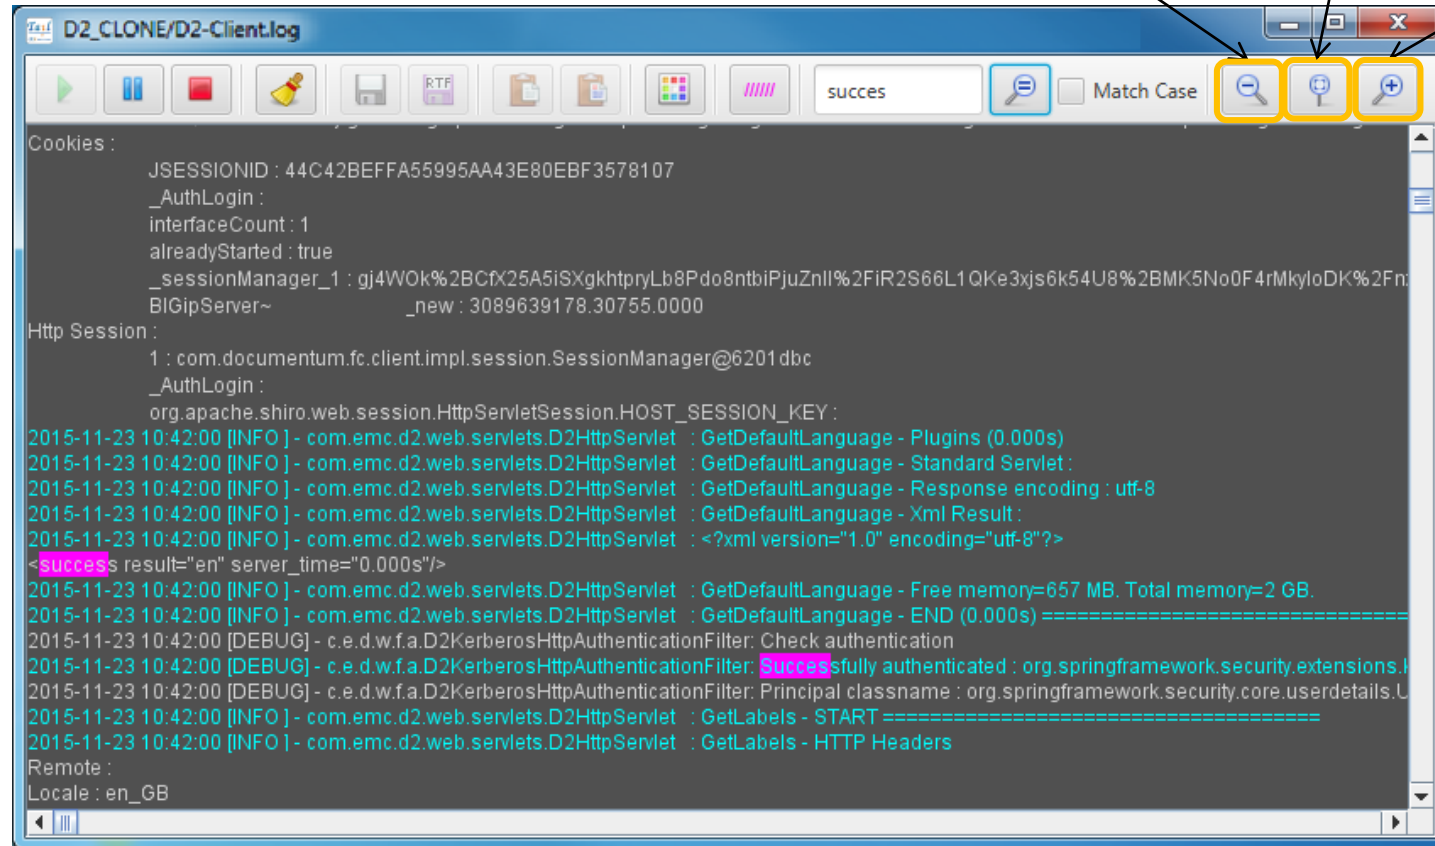 D2_CLONE/D2-Client.log
RTF
succes
Match Case
Cookies :
JSESSIONID : 44C42BEFFA55995AA43E80EBF3578107
_AuthLogin :
interfaceCount : 1
alreadyStarted : true
_sessionManager_1 : gj4WOk%2BCfX25A5iSXgkhtpryLb8Pdo8ntbiPjuZnlI%2FiR2S66L1QKe3xjs6k54U8%2BMK5No0F4rMkyloDK%2Fn
BIGipServer~ _new : 3089639178.30755.0000
Http Session :
1 : com.documentum.fc.client.impl.session.SessionManager@6201dbc
_AuthLogin :
org.apache.shiro.web.session.HttpServletSession.HOST_SESSION_KEY :
2015-11-23 10:42:00 [INFO ] - com.emc.d2.web.servlets.D2HttpServlet : GetDefaultLanguage - Plugins (0.000s)
2015-11-23 10:42:00 [INFO ] - com.emc.d2.web.servlets.D2HttpServlet : GetDefaultLanguage - Standard Servlet :
2015-11-23 10:42:00 [INFO ] - com.emc.d2.web.servlets.D2HttpServlet : GetDefaultLanguage - Response encoding : utf-8
2015-11-23 10:42:00 [INFO ] - com.emc.d2.web.servlets.D2HttpServlet : GetDefaultLanguage - Xml Result :
2015-11-23 10:42:00 [INFO ] - com.emc.d2.web.servlets.D2HttpServlet : <?xml version="1.0" encoding="utf-8"?>
<success result="en" server_time="0.000s"/>
2015-11-23 10:42:00 [INFO ] - com.emc.d2.web.servlets.D2HttpServlet : GetDefaultLanguage - Free memory=657 MB. Total memory=2 GB.
2015-11-23 10:42:00 [INFO ] - com.emc.d2.web.servlets.D2HttpServlet : GetDefaultLanguage - END (0.000s) ===============================
2015-11-23 10:42:00 [DEBUG] - c.e.d.w.f.a.D2KerberosHttpAuthenticationFilter: Check authentication
2015-11-23 10:42:00 [DEBUG] - c.e.d.w.f.a.D2KerberosHttpAuthenticationFilter: Successfully authenticated : org.springframework.security.extensions.k
2015-11-23 10:42:00 [DEBUG] - c.e.d.w.f.a.D2KerberosHttpAuthenticationFilter: Principal classname : org.springframework.security.core.userdetails.U
2015-11-23 10:42:00 [INFO ] - com.emc.d2.web.servlets.D2HttpServlet : GetLabels - START =====================================
2015-11-23 10:42:00 [INFO ] - com.emc.d2.web.servlets.D2HttpServlet : GetLabels - HTTP Headers
Remote :
Locale : en_GB